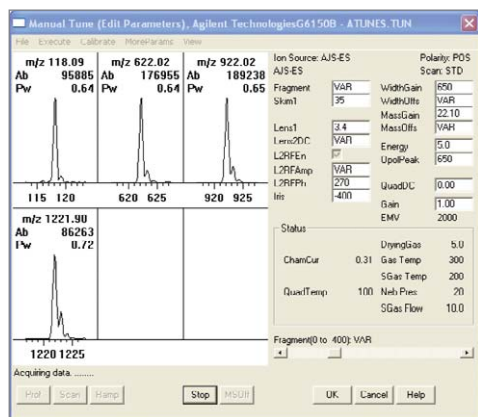 Manual Tune (Edit Parameters), Agilent TechnologiesG6150B - ATUNES.TUN
File Execute Calibrate MoreParams View
m/z 118.09 m/z 622.02 m/z 922.02
Ab 95885 176955 189238
Pw 0.64 0.64 0.65
115 120 620 625 920 925
m/z 1221.90
Ab 86263
Pw 0.72
1220 1225
Ion Source: AJS-ES Polarity: POS
AJS-ES Scan: STD
Fragment VAR WidthGain 650
Skim1 35 WidthOffs VAR
MassGain 22.10
Lens1 3.4 MassOffs VAR
Lens2DC VAR
L2RFEn Energy 5.0
L2RFAmp VAR OpolPeak 650
L2RFPh 270
Iris -400 QuadDC 0.00
Gain 1.00
EMV 2000
Status
DryingGas 5.0
ChamCur 0.31 Gas Temp 300
SGas Temp 200
QuadTemp 100 Neb Pres 20
SGas Flow 10.0
Fragment(0 to 400): VAR
Acquiring data. ........
Prof Scan Ramp Stop MSOff OK Cancel Help